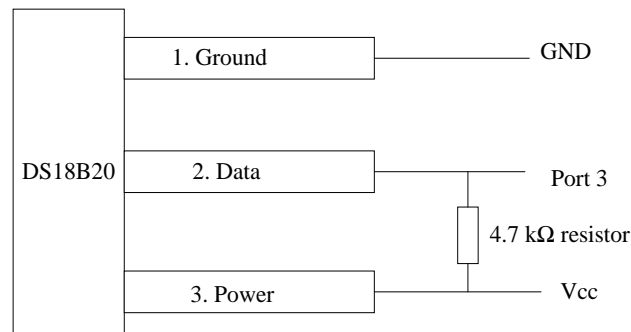 1. Ground
GND
DS18B20
2. Data
Port 3
4.7 kΩ resistor
3. Power
Vcc